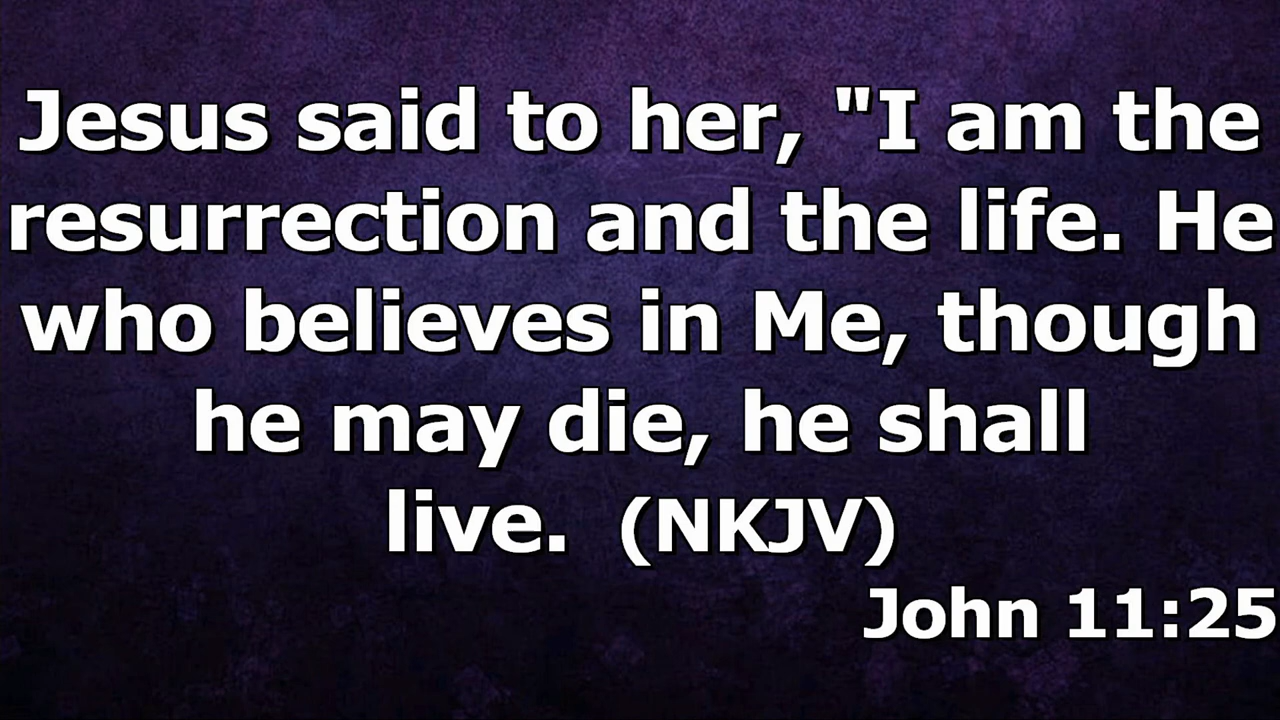 Jesus said to her, "I am the
resurrection and the life. He
who believes in Me, though
he may die, he shall
live.  (NKJV)
John 11:25